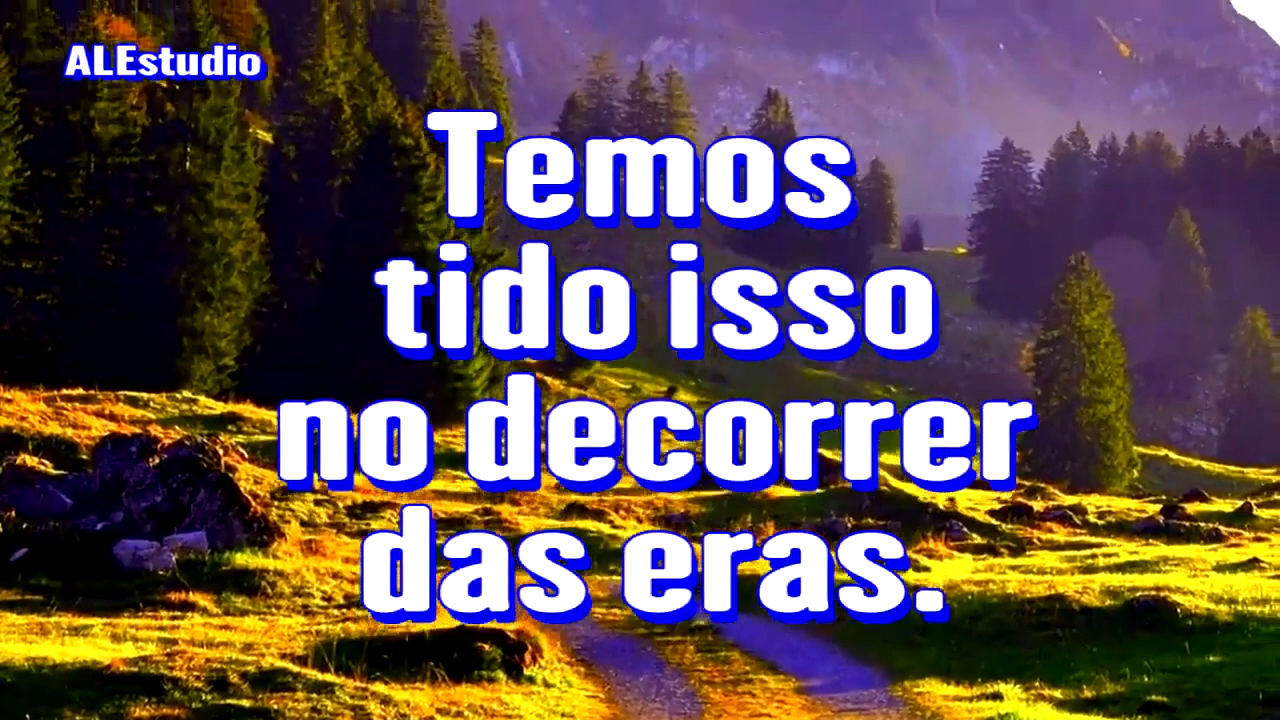 ALEstudio
Temos
tido isso
no decorrer
das eras.